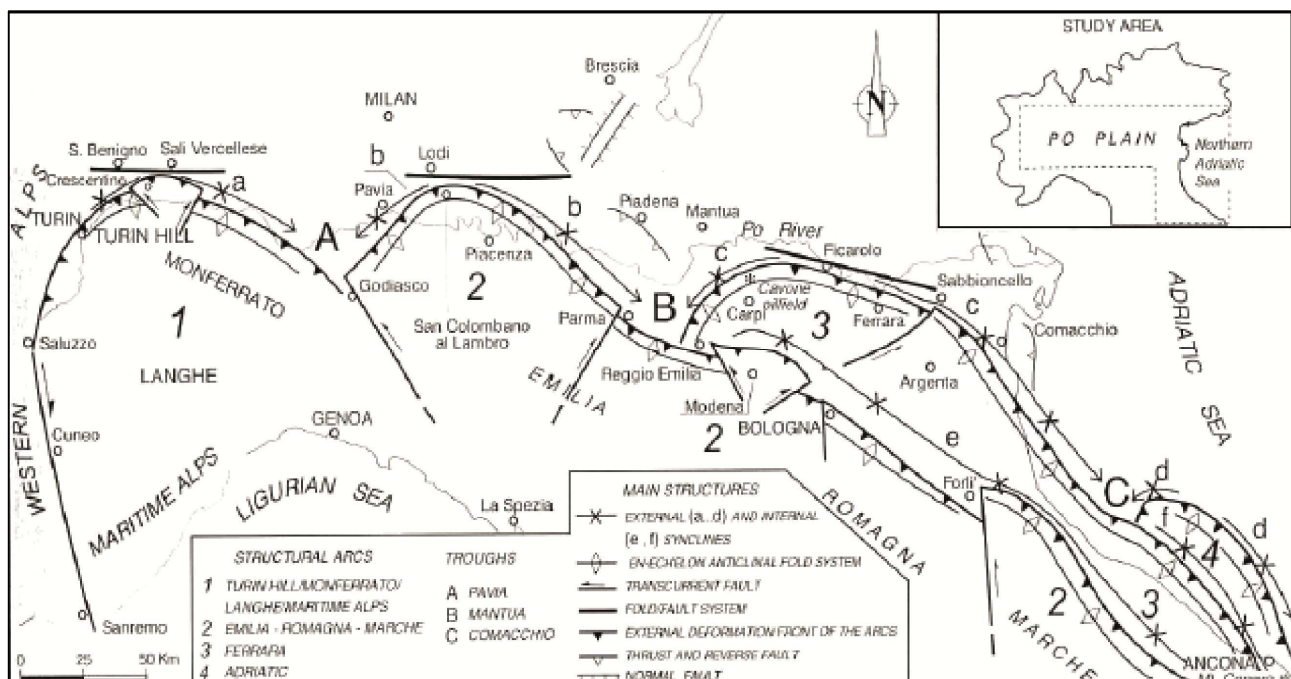 STUDY AREA
PO PLAIN
Northern
Adriatic
Sea
N
Brescia
MILAN
S. Benigno
Sali Vercellese
Crescentino
a
b
Lodi
Pavia
ALPS
TURIN
TURIN HILL
A
b
Piadena
Mantua
Po River
MONFERRATO
Piacenza
c
Ficarolo
Sabbioncello
Godiasco
2
B
*
Cavone
oilfield
Carpi
3
Ferrara
c
Comacchio
ADRIATIC
SEA
1
San Colombano
al Lambro
Parma
Saluzzo
LANGHE
EMILIA
Reggio Emilia
Argenta
Modena
2
BOLOGNA
GENOA
Cuneo
WESTERN
MARITIME ALPS
LIGURIAN SEA
La Spezia
e
Forli'
C
d
d
f
4
ROMAGNA
2
3
MARCHE
Sanremo
0 25 50 Km
STRUCTURAL ARCS
1 TURIN HILL/MONFERRATO/
LANGHE/MARITIME ALPS
2 EMILIA - ROMAGNA - MARCHE
3 FERRARA
4 ADRIATIC
TROUGHS
A PAVIA
B MANTUA
C COMACCHIO
MAIN STRUCTURES
EXTERNAL (a..d) AND INTERNAL
(e, f) SYNCLINES
EN-ECHELON ANTICLINAL FOLD SYSTEM
TRANSCURRENT FAULT
FOLD/FAULT SYSTEM
EXTERNAL DEFORMATION FRONT OF THE ARCS
THRUST AND REVERSE FAULT
NORMAL FAULT